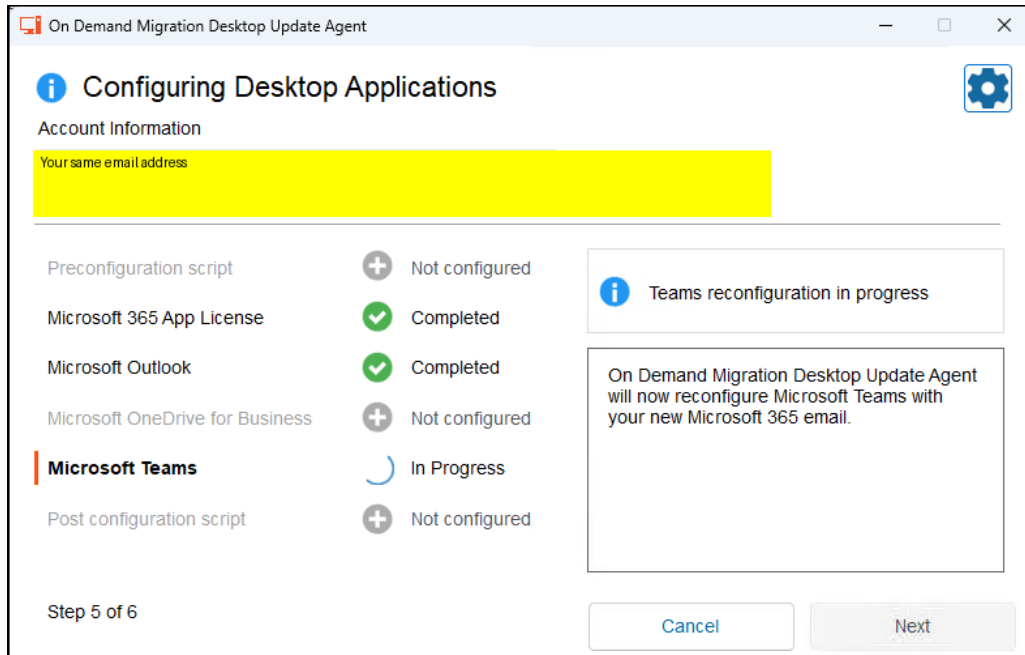 On Demand Migration Desktop Update Agent
Configuring Desktop Applications
Account Information
Your same email address
Preconfiguration script Not configured
Microsoft 365 App License Completed
Microsoft Outlook Completed
Microsoft OneDrive for Business Not configured
Microsoft Teams In Progress
Post configuration script Not configured
Teams reconfiguration in progress
On Demand Migration Desktop Update Agent
will now reconfigure Microsoft Teams with
your new Microsoft 365 email.
Step 5 of 6
Cancel Next